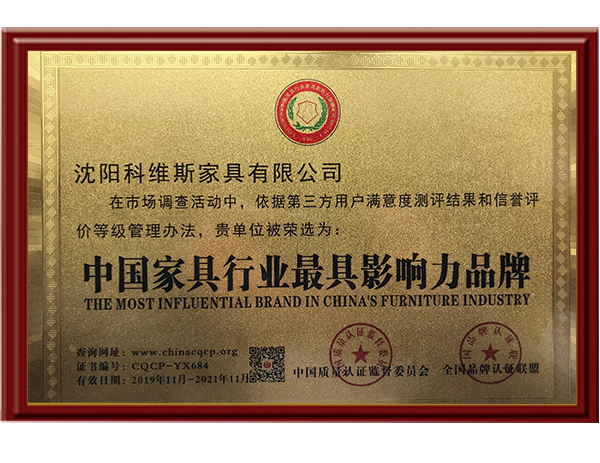 沈阳科维斯家具有限公司
在市场调查活动中，依据第三方用户满意度测评结果和信誉评
价等级管理办法，贵单位被荣选为：
中国家具行业最具影响力品牌
THE MOST INFLUENTIAL BRAND IN CHINA'S FURNITURE INDUSTRY
查询网址：www.chinacqcp.org
证书编号：CQCP-YX684
有效日期：2019年11月-2021年11月
中国质量认证监督委员会
全国品牌认证联盟